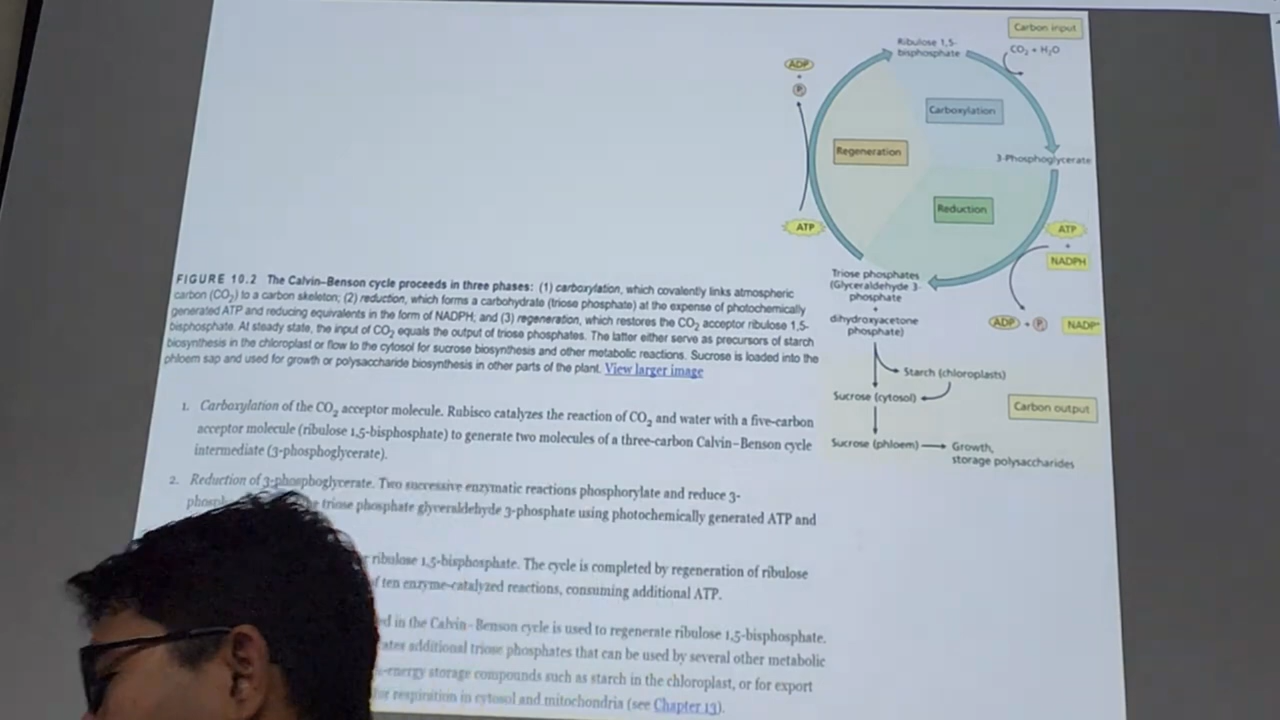 Carbon input
Ribulose 1,5-
bisphosphate
CO₂ + H₂O
ADP
+
Pᵢ
Carboxylation
Regeneration
3-Phosphoglycerate
Reduction
ATP
ATP
+
NADPH
Triose phosphates
(Glyceraldehyde 3-
phosphate
+
dihydroxyacetone
phosphate)
ADP + Pᵢ
NADP⁺
Starch (chloroplasts)
Sucrose (cytosol)
Carbon output
Sucrose (phloem)
Growth,
storage polysaccharides
FIGURE 10.2 The Calvin–Benson cycle proceeds in three phases: (1) carboxylation, which covalently links atmospheric
carbon (CO₂) to a carbon skeleton; (2) reduction, which forms a carbohydrate (triose phosphate) at the expense of photochemically
generated ATP and reducing equivalents in the form of NADPH; and (3) regeneration, which restores the CO₂ acceptor ribulose 1,5-
bisphosphate. At steady state, the input of CO₂ equals the output of triose phosphates. The latter either serve as precursors of starch
biosynthesis in the chloroplast or flow to the cytosol for sucrose biosynthesis and other metabolic reactions. Sucrose is loaded into the
phloem sap and used for growth or polysaccharide biosynthesis in other parts of the plant. View larger image
1. Carboxylation of the CO₂ acceptor molecule. Rubisco catalyzes the reaction of CO₂ and water with a five-carbon
acceptor molecule (ribulose 1,5-bisphosphate) to generate two molecules of a three-carbon Calvin–Benson cycle
intermediate (3-phosphoglycerate).
2. Reduction of 3-phosphoglycerate. Two successive enzymatic reactions phosphorylate and reduce 3-
triose phosphate glyceraldehyde 3-phosphate using photochemically generated ATP and
ribulose 1,5-bisphosphate. The cycle is completed by regeneration of ribulose
ten enzyme-catalyzed reactions, consuming additional ATP.
in the Calvin–Benson cycle is used to regenerate ribulose 1,5-bisphosphate.
additional triose phosphates that can be used by several other metabolic
-energy storage compounds such as starch in the chloroplast, or for export
for respiration in cytosol and mitochondria (see Chapter 13).